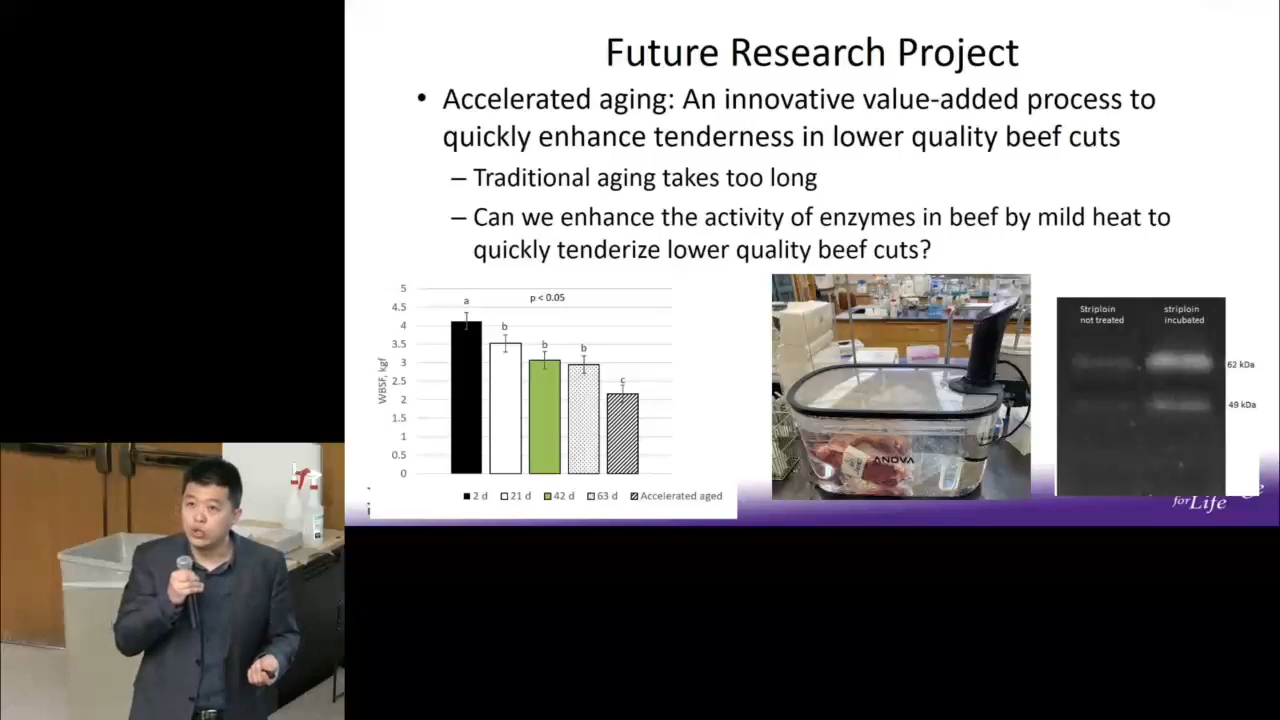 Future Research Project
• Accelerated aging: An innovative value-added process to
quickly enhance tenderness in lower quality beef cuts
– Traditional aging takes too long
– Can we enhance the activity of enzymes in beef by mild heat to
quickly tenderize lower quality beef cuts?
5
4.5
4
3.5
3
2.5
2
1.5
1
0.5
0
WBSF, kgf
p < 0.05
a
b
b
b
c
2 d 21 d 42 d 63 d Accelerated aged
ANOVA
Striploin
not treated
striploin
incubated
62 kDa
49 kDa
for Life